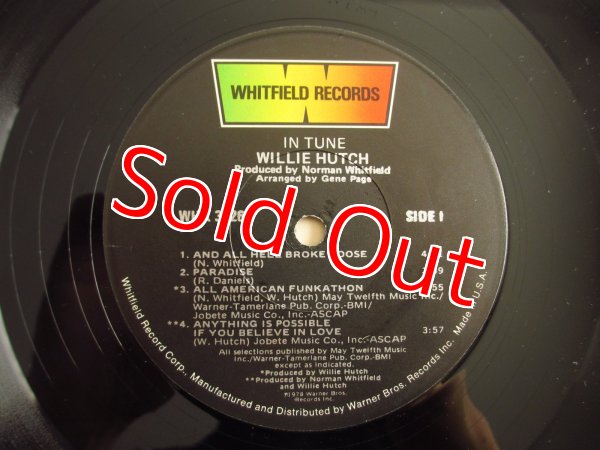 WHITFIELD RECORDS
IN TUNE
WILLIE HUTCH
Produced by Norman Whitfield
Arranged by Gene Page
Sold Out
SIDE I
1. AND ALL HELL BROKE LOOSE
(N. Whitfield)
2. PARADISE
(R. Daniels)
*3. ALL AMERICAN FUNKATHON
(N. Whitfield, W. Hutch) May Twelfth Music Inc./
Warner-Tamerlane Pub. Corp.-BMI/
Jobete Music Co., Inc.-ASCAP
**4. ANYTHING IS POSSIBLE
IF YOU BELIEVE IN LOVE 3:57
(W. Hutch) Jobete Music Co., Inc.-ASCAP
All selections published by May Twelfth Music
Inc./Warner-Tamerlane Pub. Corp.-BMI
except as indicated.
*Produced by Willie Hutch
**Produced by Norman Whitfield
and Willie Hutch
℗1978 Warner Bros.
Records Inc.
Whitfield Record Corp., Manufactured and Distributed by Warner Bros. Records Inc. Made in U.S.A.